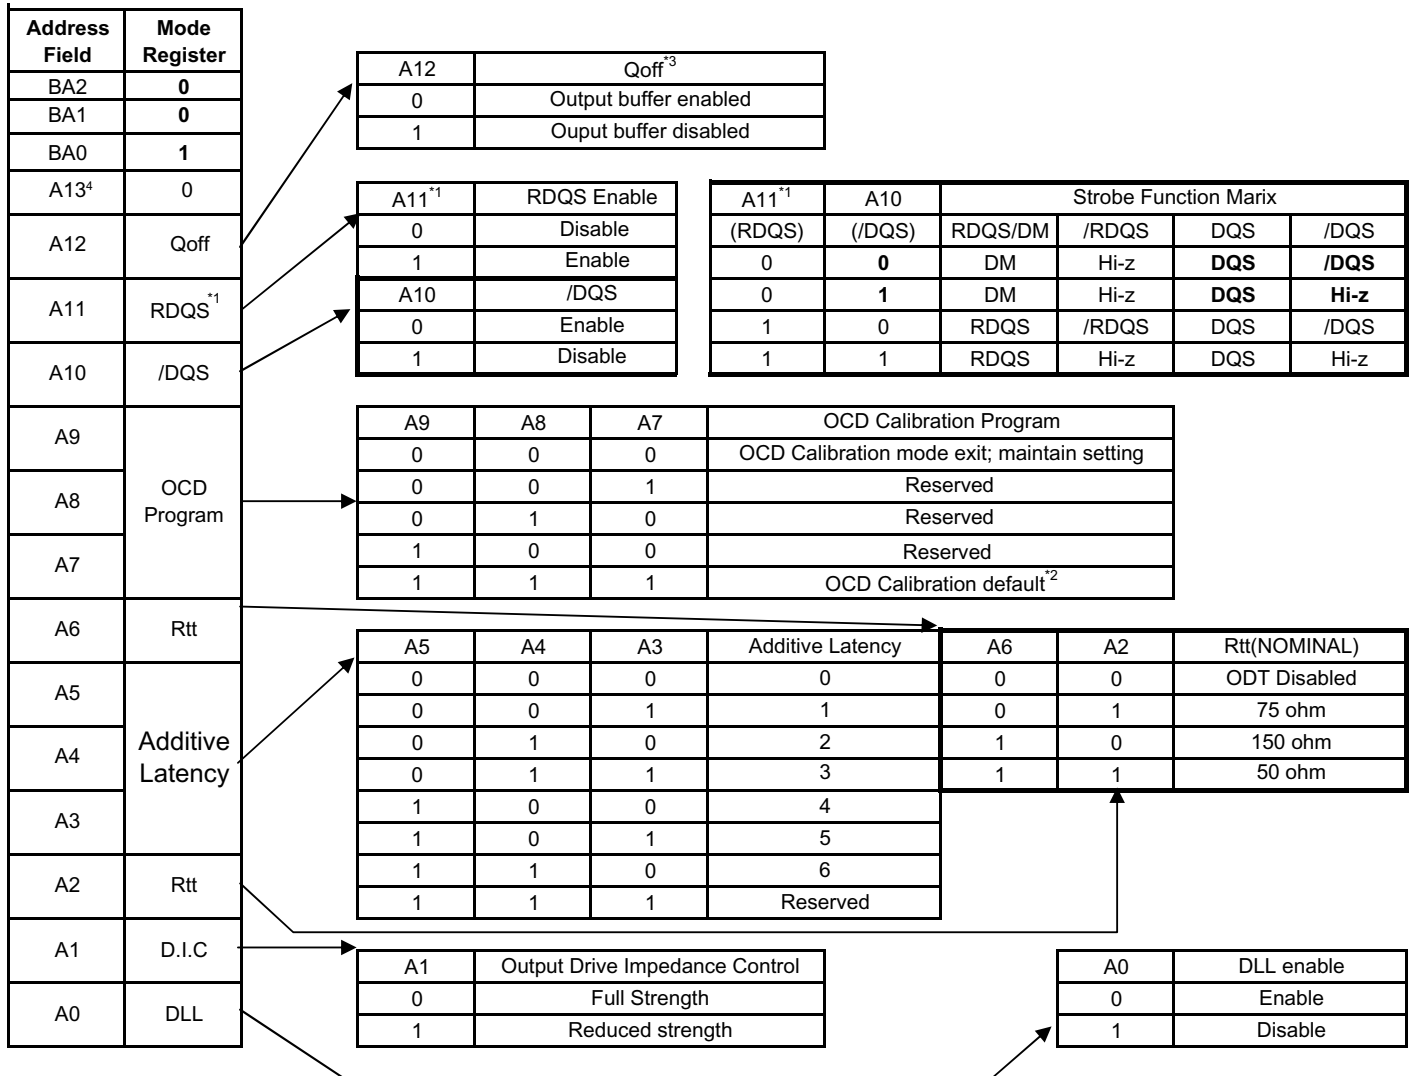 Address Field Mode Register
BA2 0
BA1 0
BA0 1
A13⁴ 0
A12 Qoff
A11 RDQS*1
A10 /DQS
A9
A8 OCD Program
A7
A6 Rtt
A5
A4 Additive Latency
A3
A2 Rtt
A1 D.I.C
A0 DLL
A12 Qoff*3
0 Output buffer enabled
1 Ouput buffer disabled
A11*1 RDQS Enable
0 Disable
1 Enable
A10 /DQS
0 Enable
1 Disable
A11*1 A10 Strobe Function Marix
(RDQS) (/DQS) RDQS/DM /RDQS DQS /DQS
0 0 DM Hi-z DQS /DQS
0 1 DM Hi-z DQS Hi-z
1 0 RDQS /RDQS DQS /DQS
1 1 RDQS Hi-z DQS Hi-z
A9 A8 A7 OCD Calibration Program
0 0 0 OCD Calibration mode exit; maintain setting
0 0 1 Reserved
0 1 0 Reserved
1 0 0 Reserved
1 1 1 OCD Calibration default*2
A5 A4 A3 Additive Latency
0 0 0 0
0 0 1 1
0 1 0 2
0 1 1 3
1 0 0 4
1 0 1 5
1 1 0 6
1 1 1 Reserved
A6 A2 Rtt(NOMINAL)
0 0 ODT Disabled
0 1 75 ohm
1 0 150 ohm
1 1 50 ohm
A1 Output Drive Impedance Control
0 Full Strength
1 Reduced strength
A0 DLL enable
0 Enable
1 Disable